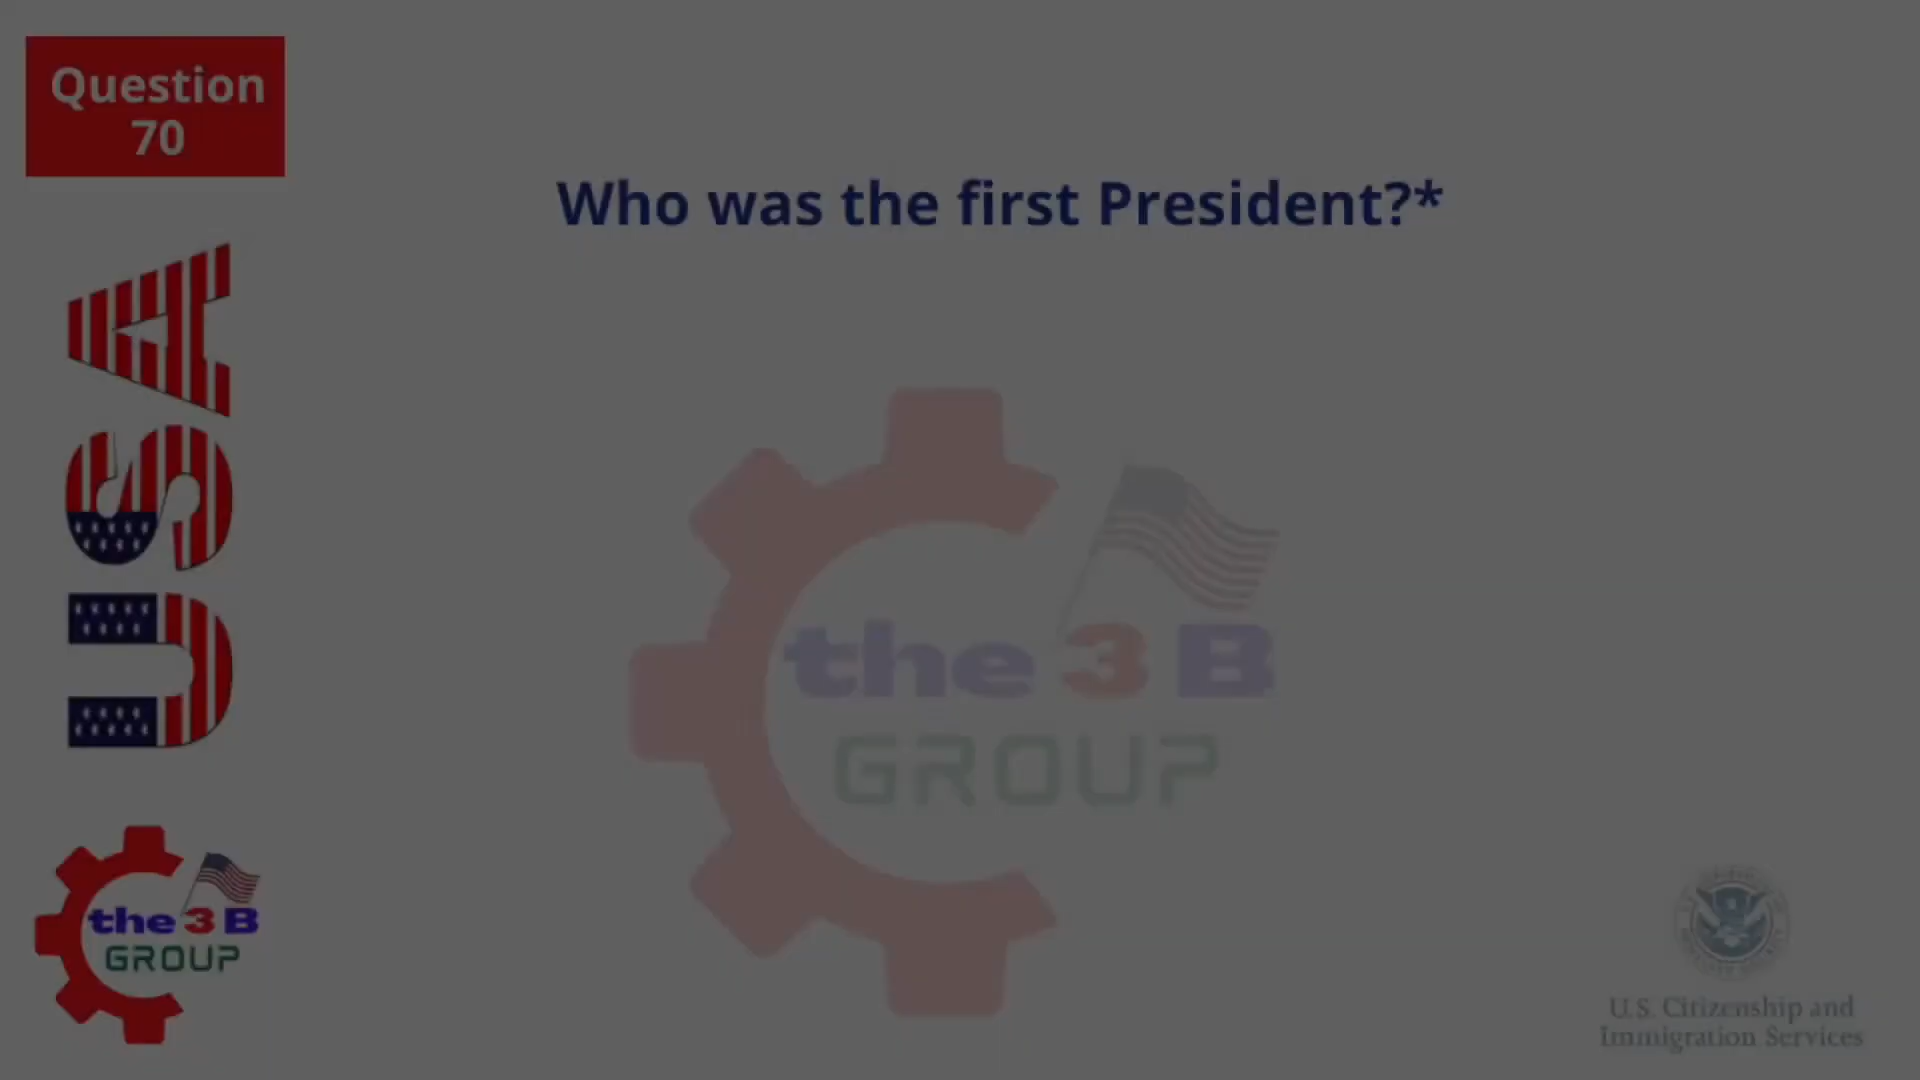 Question
70
Who was the first President?*
USA
the 3 B
GROUP
the 3 B
GROUP
U.S. Citizenship and
Immigration Services